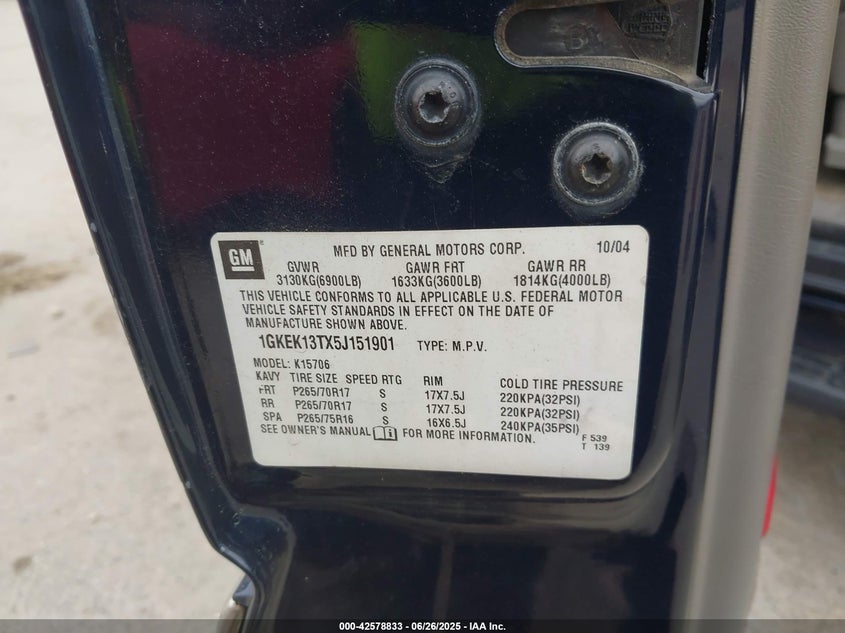 GM
MFD BY GENERAL MOTORS CORP. 10/04
GVWR GAWR FRT GAWR RR
3130KG(6900LB) 1633KG(3600LB) 1814KG(4000LB)
THIS VEHICLE CONFORMS TO ALL APPLICABLE U.S. FEDERAL MOTOR
VEHICLE SAFETY STANDARDS IN EFFECT ON THE DATE OF
MANUFACTURE SHOWN ABOVE.
1GKEK13TX5J151901 TYPE: M.P.V.
MODEL: K15706
KAVY TIRE SIZE SPEED RTG RIM COLD TIRE PRESSURE
FRT P265/70R17 S 17X7.5J 220KPA(32PSI)
RR P265/70R17 S 17X7.5J 220KPA(32PSI)
SPA P265/75R16 S 16X6.5J 240KPA(35PSI)
SEE OWNER'S MANUAL FOR MORE INFORMATION.
F 539
T 139
000-42578833 / 06/26/2025 - IAA Inc.